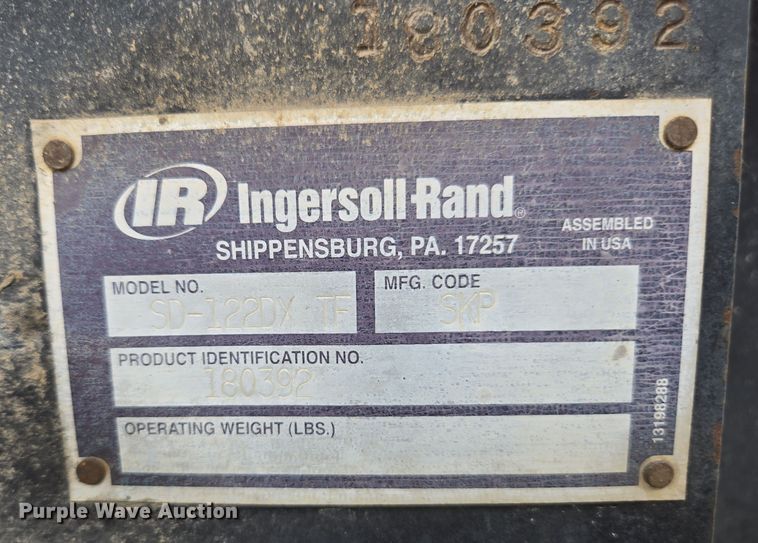 180392
IR Ingersoll-Rand®
SHIPPENSBURG, PA. 17257
ASSEMBLED
IN USA
MODEL NO.
SD-122DX TF
MFG. CODE
SKP
PRODUCT IDENTIFICATION NO.
180392
OPERATING WEIGHT (LBS.)
13198288
Purple Wave Auction